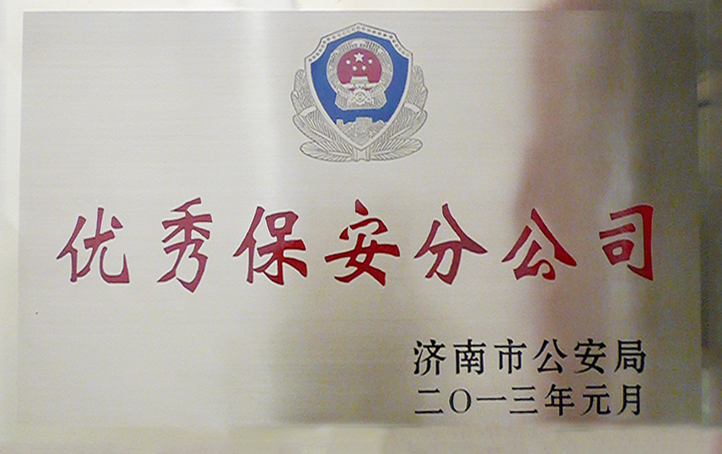 优秀保安分公司
济南市公安局
二〇一三年元月